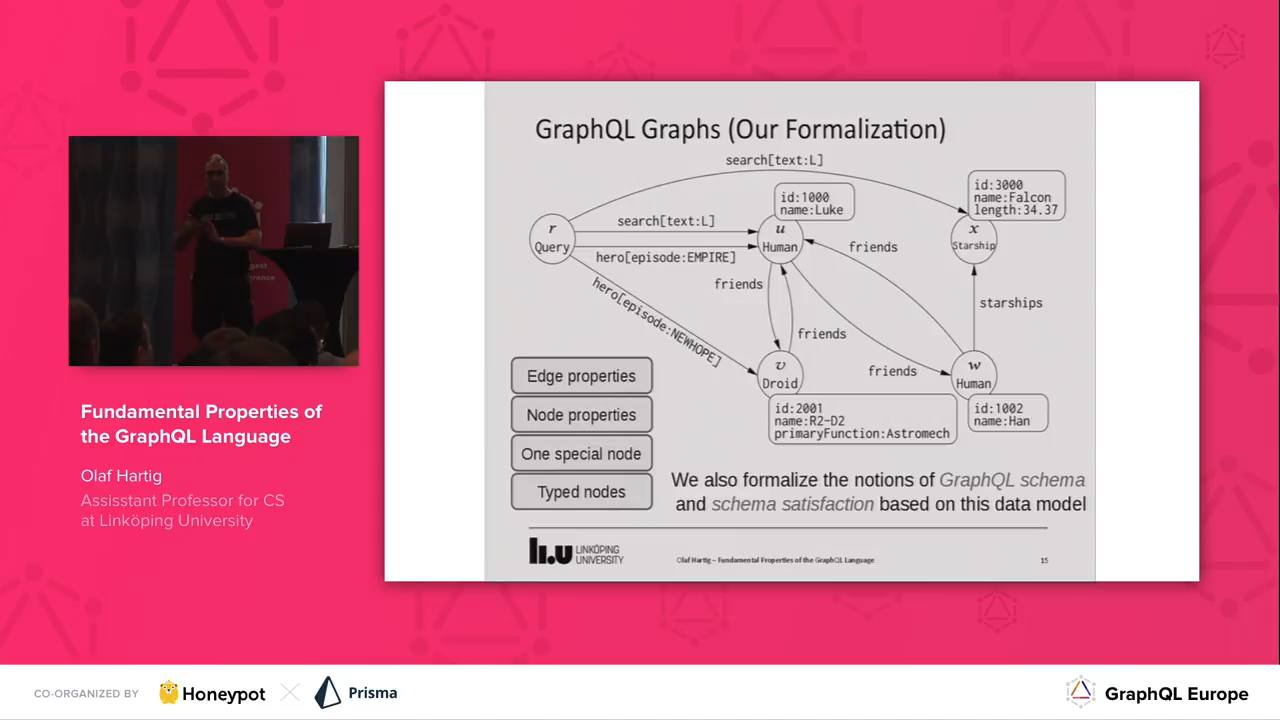 GraphQL Graphs (Our Formalization)
search[text:L]
id:1000
name:Luke
id:3000
name:Falcon
length:34.37
r
Query
search[text:L]
hero[episode:EMPIRE]
u
Human
friends
x
Starship
friends
hero[episode:NEWHOPE]
starships
friends
friends
v
Droid
w
Human
id:2001
name:R2-D2
primaryFunction:Astromech
id:1002
name:Han
Edge properties
Node properties
One special node
Typed nodes
We also formalize the notions of GraphQL schema
and schema satisfaction based on this data model
LINKÖPING
UNIVERSITY
Olaf Hartig – Fundamental Properties of the GraphQL Language
15
Fundamental Properties of
the GraphQL Language
Olaf Hartig
Assisstant Professor for CS
at Linköping University
CO-ORGANIZED BY
Honeypot
Prisma
GraphQL Europe